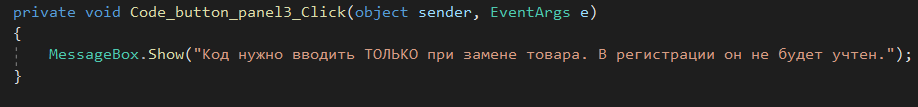 private void Code_button_panel3_Click(object sender, EventArgs e)
{
    MessageBox.Show("Код нужно вводить ТОЛЬКО при замене товара. В регистрации он не будет учтен.");
}